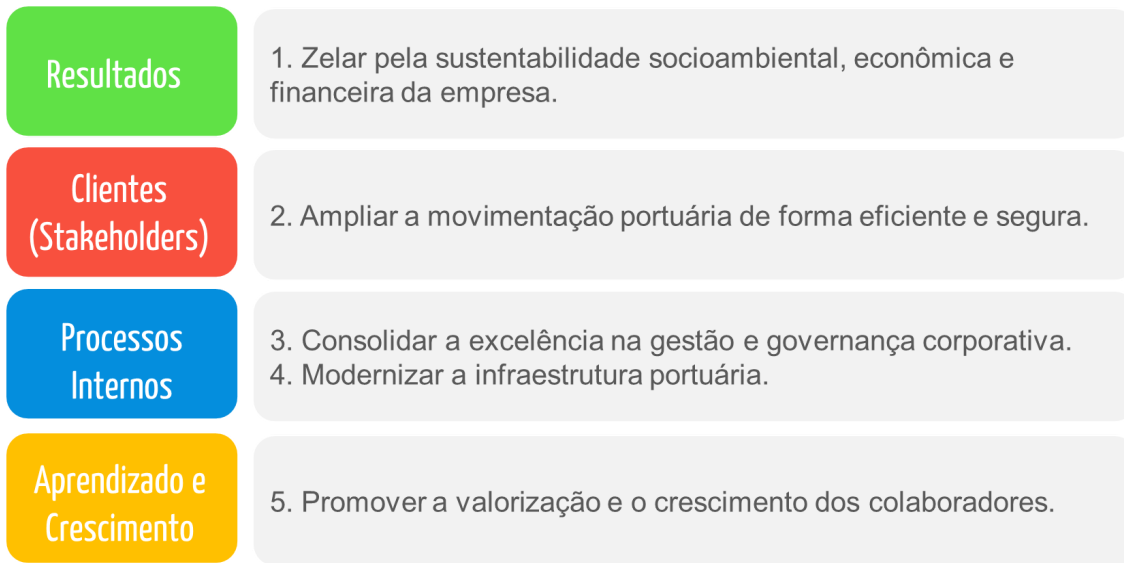 Resultados
1. Zelar pela sustentabilidade socioambiental, econômica e
financeira da empresa.
Clientes
(Stakeholders)
2. Ampliar a movimentação portuária de forma eficiente e segura.
Processos
Internos
3. Consolidar a excelência na gestão e governança corporativa.
4. Modernizar a infraestrutura portuária.
Aprendizado e
Crescimento
5. Promover a valorização e o crescimento dos colaboradores.